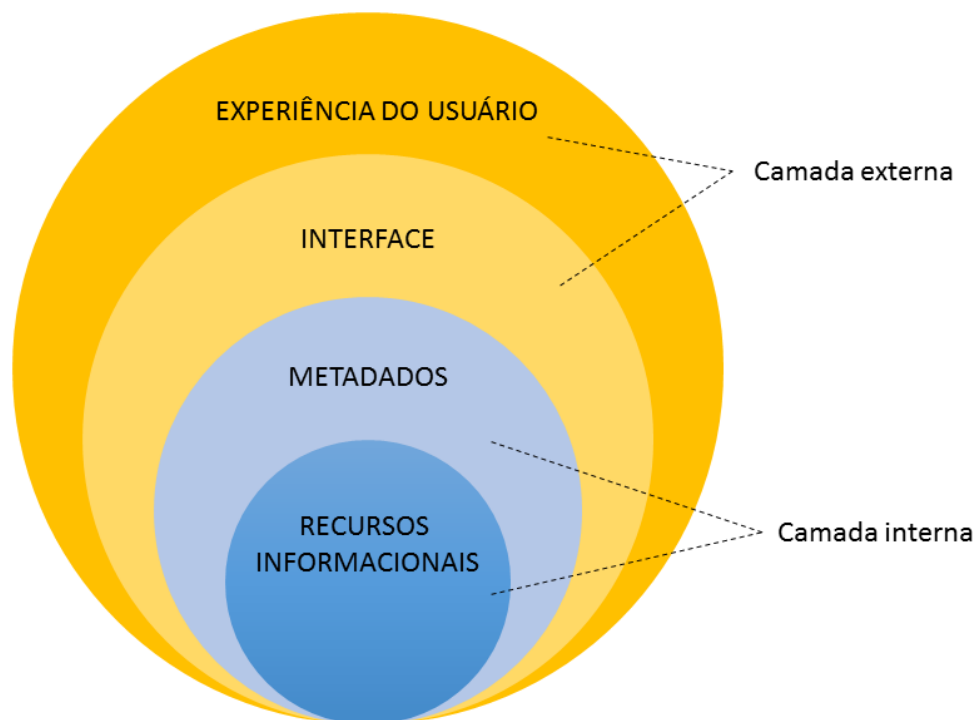 EXPERIÊNCIA DO USUÁRIO
Camada externa
INTERFACE
METADADOS
RECURSOS
INFORMACIONAIS
Camada interna